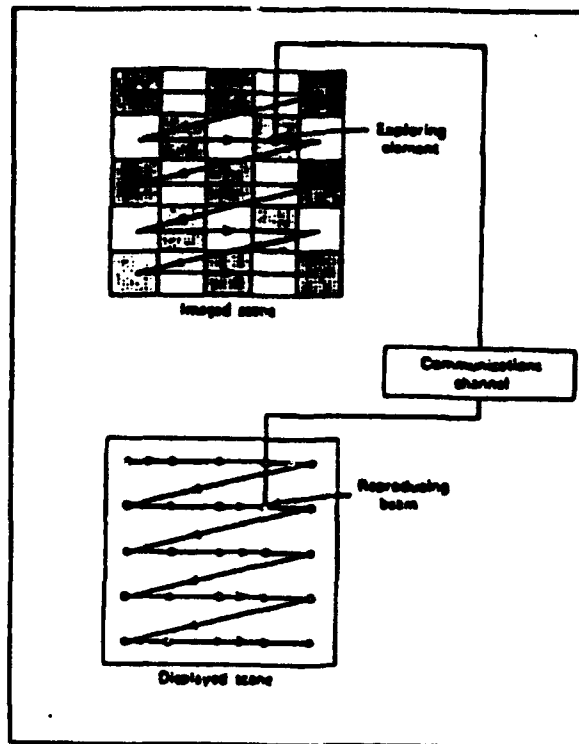 Exploring
element
Imaged scene
Communications
channel
Reproducing
beam
Displayed scene